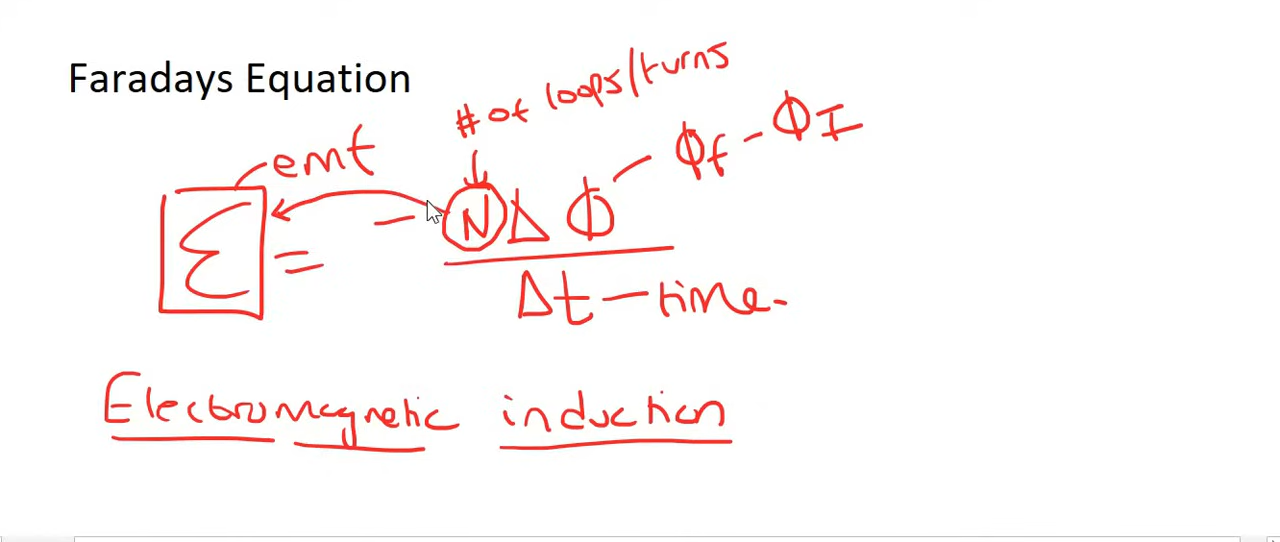 Faradays Equation
# of loops/turns
emf
Φf - ΦI
ε = - NΔΦ
Δt - time
Electromagnetic induction